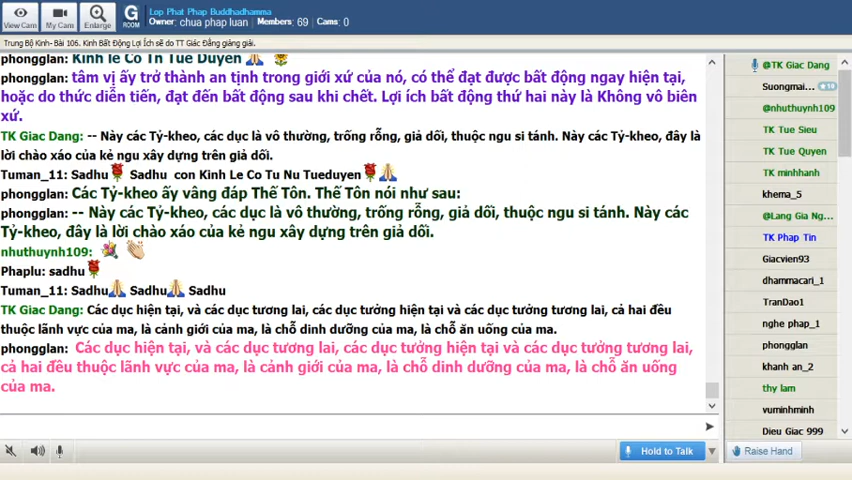 View Cam
My Cam
Enlarge
G ROOM
Lop Phat Phap Buddhadhamma
Owner: chua phap luan Members: 69 Cams: 0
Trung Bộ Kinh- Bài 106. Kinh Bất Động Lợi Ích sẽ do TT Giác Đẳng giảng giải.
phongglan: Kinh le Co Tn Tue Duyen
phongglan: tâm vị ấy trở thành an tịnh trong giới xứ của nó, có thể đạt được bất động ngay hiện tại,
hoặc do thức diễn tiến, đạt đến bất động sau khi chết. Lợi ích bất động thứ hai này là Không vô biên
xứ.
TK Giac Dang: -- Này các Tỷ-kheo, các dục là vô thường, trống rỗng, giả dối, thuộc ngu si tánh. Này các Tỷ-kheo, đây là
lời chào xáo của kẻ ngu xây dựng trên giả dối.
Tuman_11: Sadhu Sadhu con Kinh Le Co Tu Nu Tueduyen
phongglan: Các Tỷ-kheo ấy vâng đáp Thế Tôn. Thế Tôn nói như sau:
phongglan: -- Này các Tỷ-kheo, các dục là vô thường, trống rỗng, giả dối, thuộc ngu si tánh. Này các
Tỷ-kheo, đây là lời chào xáo của kẻ ngu xây dựng trên giả dối.
nhuthuynh109:
Phaplu: sadhu
Tuman_11: Sadhu Sadhu Sadhu
TK Giac Dang: Các dục hiện tại, và các dục tương lai, các dục tưởng hiện tại và các dục tưởng tương lai, cả hai đều
thuộc lãnh vực của ma, là cảnh giới của ma, là chỗ dinh dưỡng của ma, là chỗ ăn uống của ma.
phongglan: Các dục hiện tại, và các dục tương lai, các dục tưởng hiện tại và các dục tưởng tương lai,
cả hai đều thuộc lãnh vực của ma, là cảnh giới của ma, là chỗ dinh dưỡng của ma, là chỗ ăn uống
của ma.
Hold to Talk
@TK Giac Dang
Suongmai...
+10
@nhuthuynh109
TK Tue Sieu
TK Tue Quyen
TK minhhanh
khema_5
@Lang Gia Ng...
TK Phap Tin
Giacvien93
dhammacari_1
TranDao1
nghe phap_1
phongglan
khanh an_2
thy lam
vuminhminh
Dieu Giac 999
Raise Hand